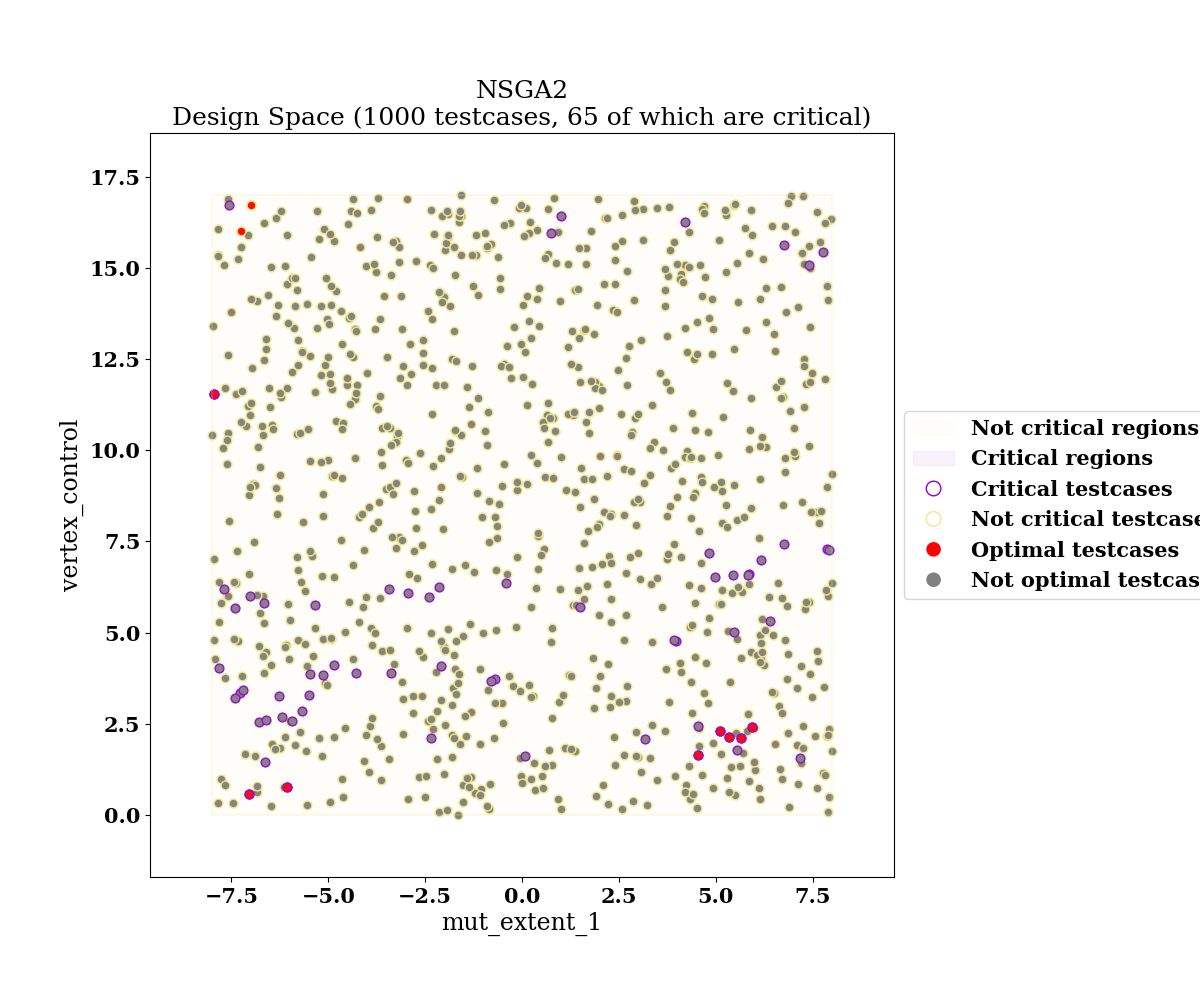 NSGA2
Design Space (1000 testcases, 65 of which are critical)
17.5
15.0
12.5
10.0
7.5
5.0
2.5
0.0
vertex_control
−7.5 −5.0 −2.5 0.0 2.5 5.0 7.5
mut_extent_1
Not critical regions
Critical regions
Critical testcases
Not critical testcase
Optimal testcases
Not optimal testcas